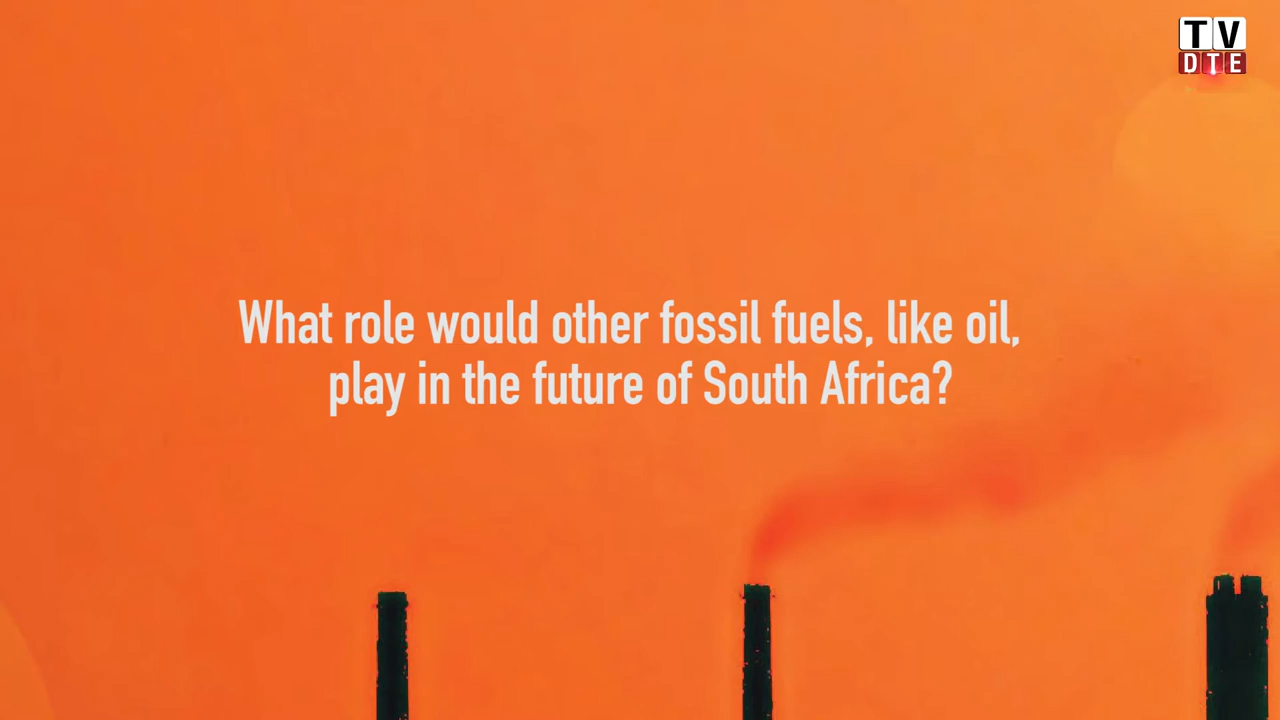 TV
DTE
What role would other fossil fuels, like oil,
play in the future of South Africa?